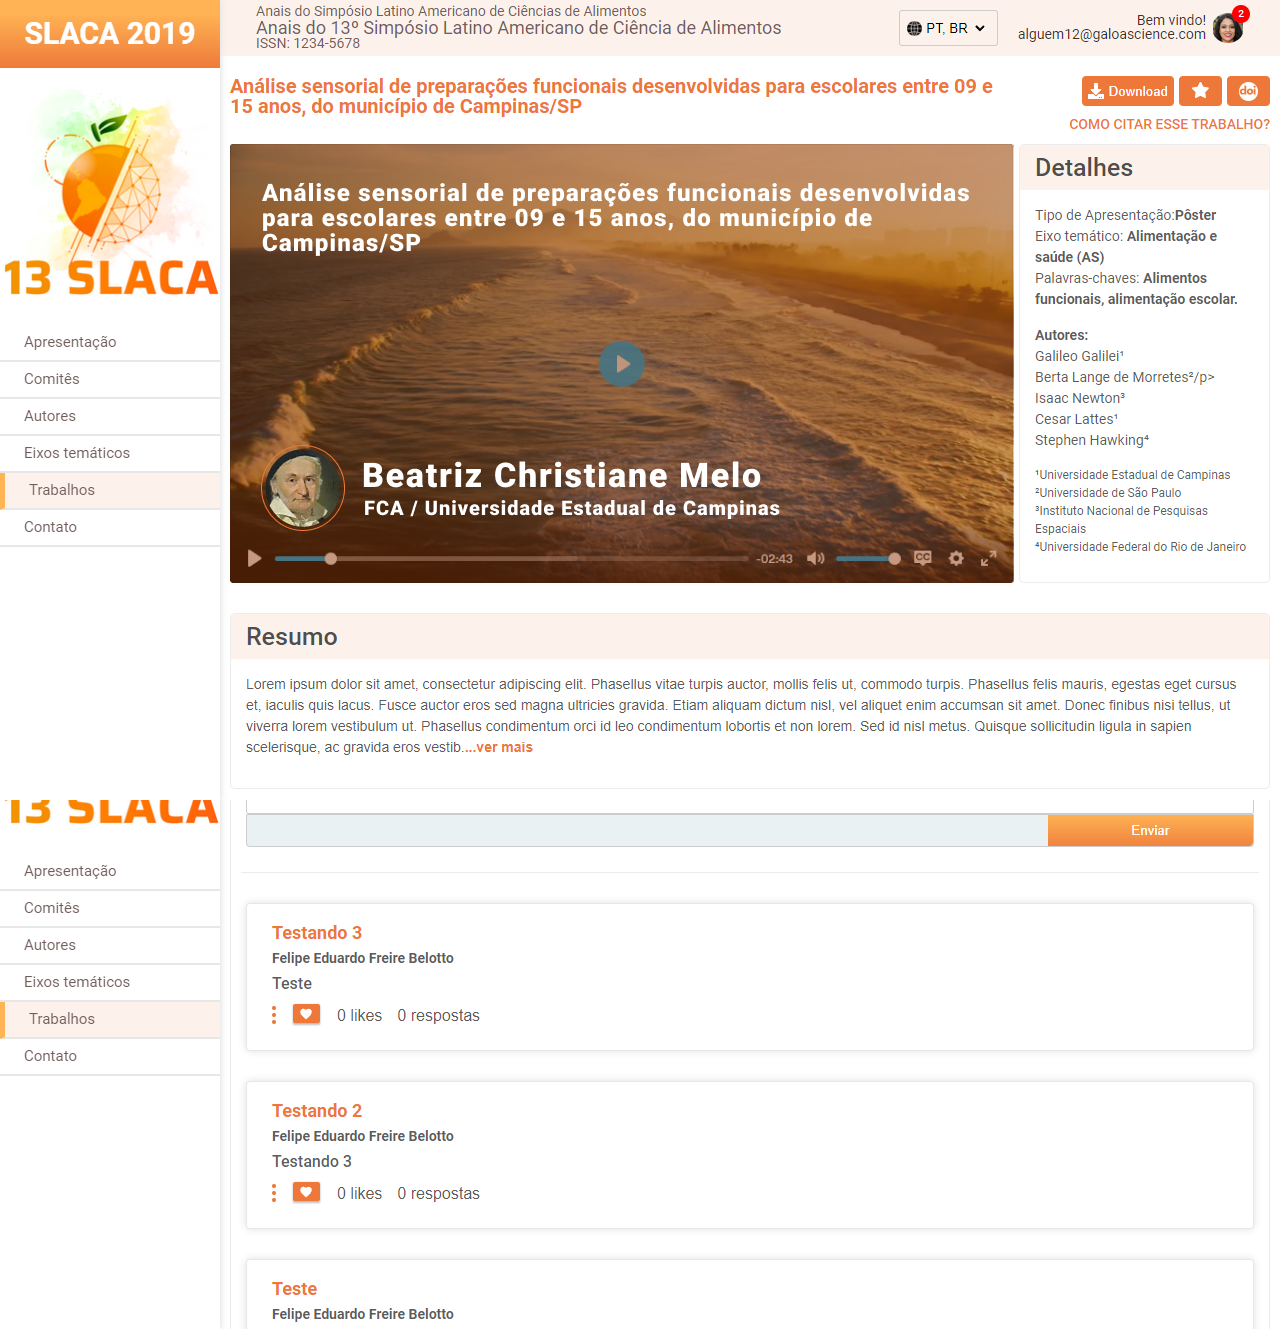 SLACA 2019
Anais do Simpósio Latino Americano de Ciências de Alimentos
Anais do 13º Simpósio Latino Americano de Ciência de Alimentos
ISSN: 1234-5678
PT, BR
Bem vindo!
alguem12@galoascience.com
2
Análise sensorial de preparações funcionais desenvolvidas para escolares entre 09 e
15 anos, do município de Campinas/SP
Download
doi
COMO CITAR ESSE TRABALHO?
13 SLACA
Apresentação
Comitês
Autores
Eixos temáticos
Trabalhos
Contato
Análise sensorial de preparações funcionais desenvolvidas
para escolares entre 09 e 15 anos, do município de
Campinas/SP
Beatriz Christiane Melo
FCA / Universidade Estadual de Campinas
-02:43
CC
Detalhes
Tipo de Apresentação:Pôster
Eixo temático: Alimentação e
saúde (AS)
Palavras-chaves: Alimentos
funcionais, alimentação escolar.
Autores:
Galileo Galilei¹
Berta Lange de Morretes²/p>
Isaac Newton³
Cesar Lattes¹
Stephen Hawking⁴
¹Universidade Estadual de Campinas
²Universidade de São Paulo
³Instituto Nacional de Pesquisas
Espaciais
⁴Universidade Federal do Rio de Janeiro
Resumo
Lorem ipsum dolor sit amet, consectetur adipiscing elit. Phasellus vitae turpis auctor, mollis felis ut, commodo turpis. Phasellus felis mauris, egestas eget cursus
et, iaculis quis lacus. Fusce auctor eros sed magna ultricies gravida. Etiam aliquam dictum nisl, vel aliquet enim accumsan sit amet. Donec finibus nisi tellus, ut
viverra lorem vestibulum ut. Phasellus condimentum orci id leo condimentum lobortis et non lorem. Sed id nisl metus. Quisque sollicitudin ligula in sapien
scelerisque, ac gravida eros vestib....ver mais
13 SLACA
Apresentação
Comitês
Autores
Eixos temáticos
Trabalhos
Contato
Enviar
Testando 3
Felipe Eduardo Freire Belotto
Teste
0 likes 0 respostas
Testando 2
Felipe Eduardo Freire Belotto
Testando 3
0 likes 0 respostas
Teste
Felipe Eduardo Freire Belotto